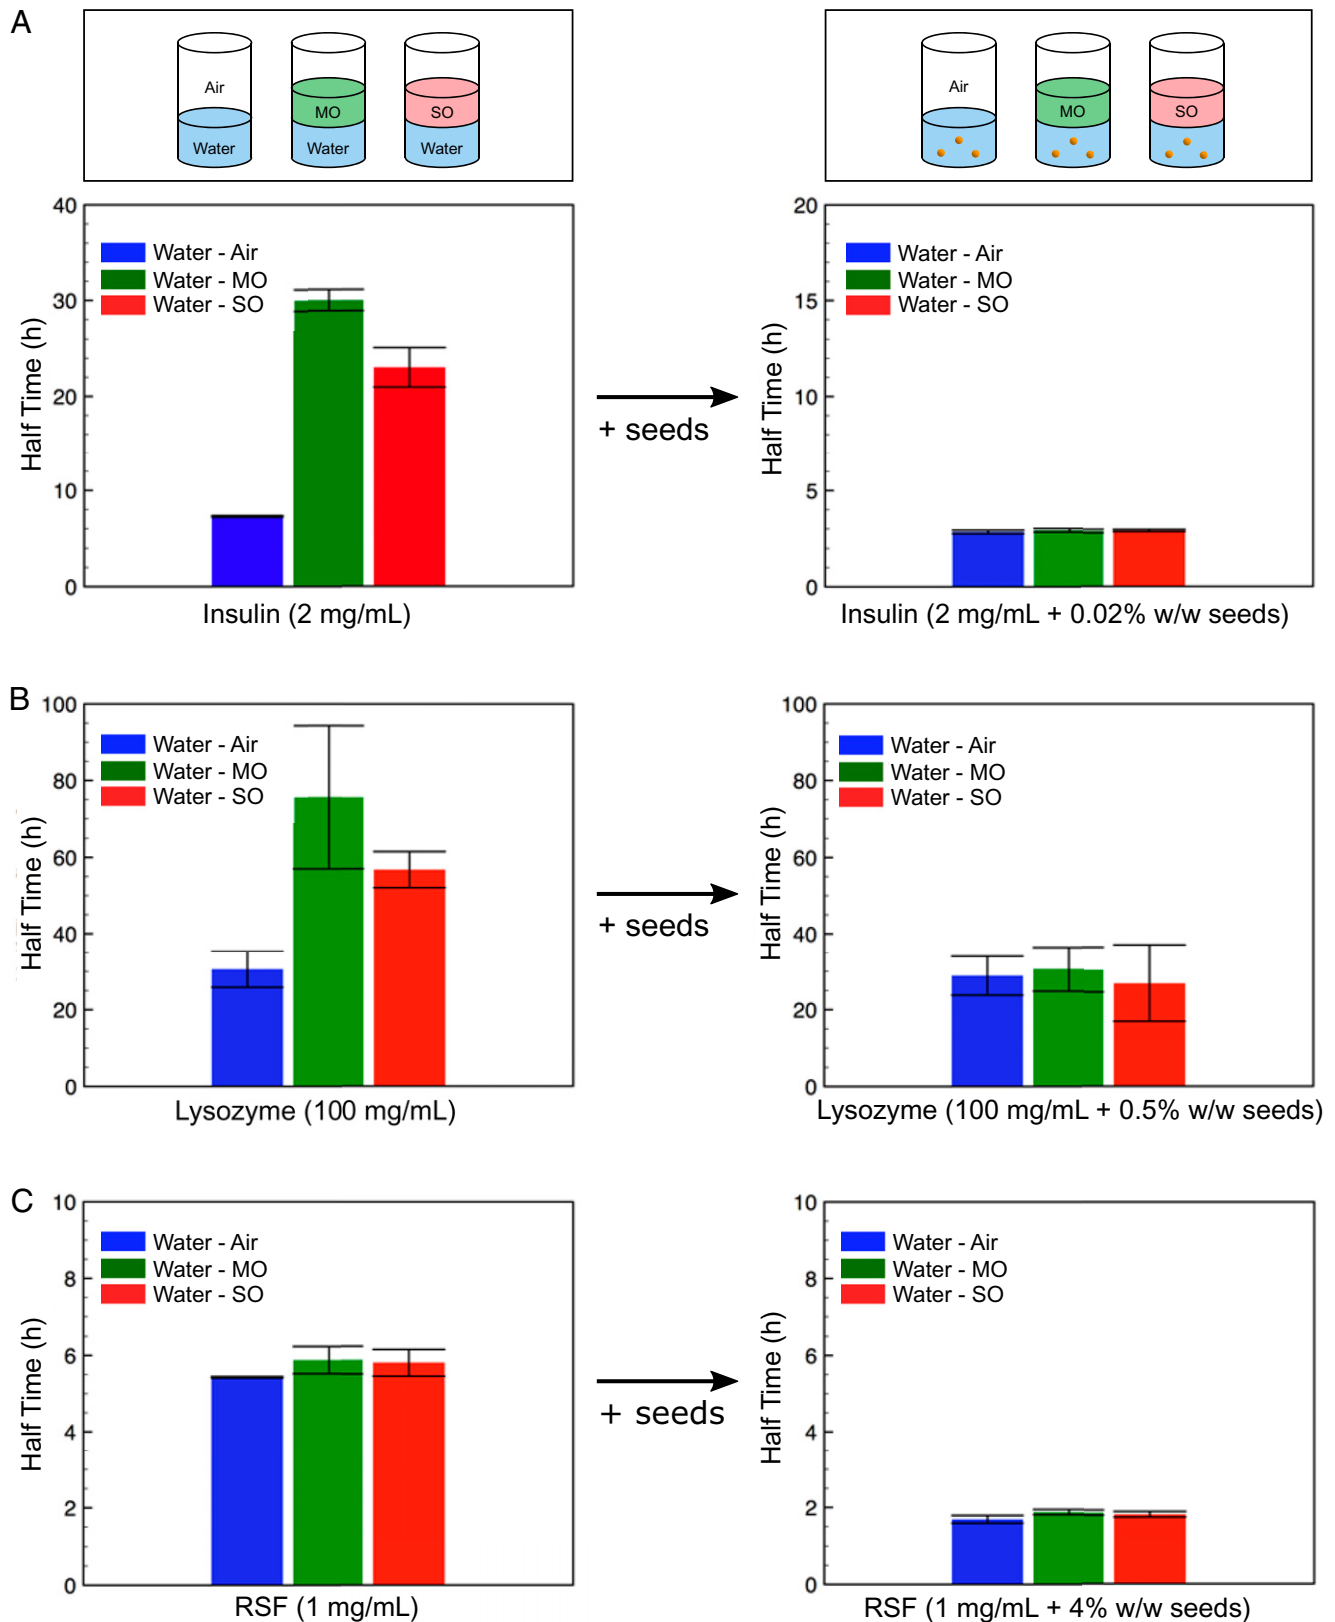 A
Air
Water
MO
Water
SO
Water
Air
MO
SO
40
30
20
10
0
Half Time (h)
Water - Air
Water - MO
Water - SO
Insulin (2 mg/mL)
+ seeds
20
15
10
5
0
Half Time (h)
Water - Air
Water - MO
Water - SO
Insulin (2 mg/mL + 0.02% w/w seeds)
B
100
80
60
40
20
0
Half Time (h)
Water - Air
Water - MO
Water - SO
Lysozyme (100 mg/mL)
+ seeds
100
80
60
40
20
0
Half Time (h)
Water - Air
Water - MO
Water - SO
Lysozyme (100 mg/mL + 0.5% w/w seeds)
C
10
8
6
4
2
0
Half Time (h)
Water - Air
Water - MO
Water - SO
RSF (1 mg/mL)
+ seeds
10
8
6
4
2
0
Half Time (h)
Water - Air
Water - MO
Water - SO
RSF (1 mg/mL + 4% w/w seeds)